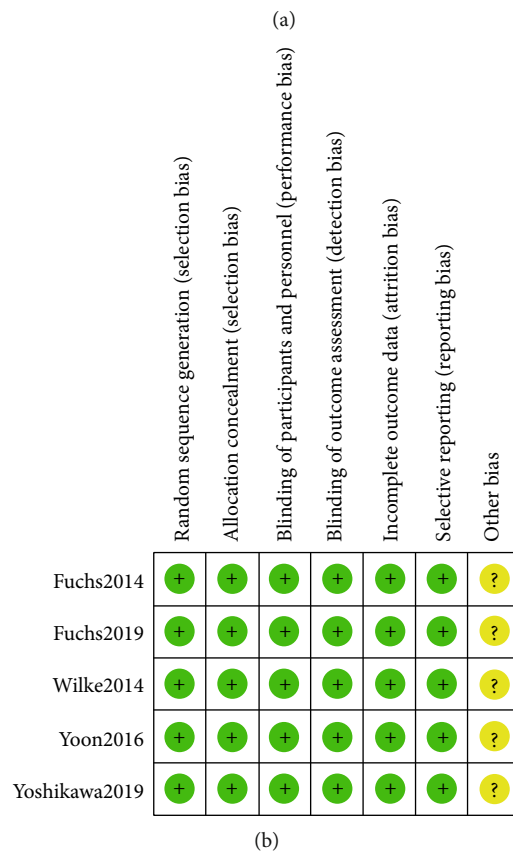 (a)
Random sequence generation (selection bias)
Allocation concealment (selection bias)
Blinding of participants and personnel (performance bias)
Blinding of outcome assessment (detection bias)
Incomplete outcome data (attrition bias)
Selective reporting (reporting bias)
Other bias
Fuchs2014 + + + + + + ?
Fuchs2019 + + + + + + ?
Wilke2014 + + + + + + ?
Yoon2016 + + + + + + ?
Yoshikawa2019 + + + + + + ?
(b)